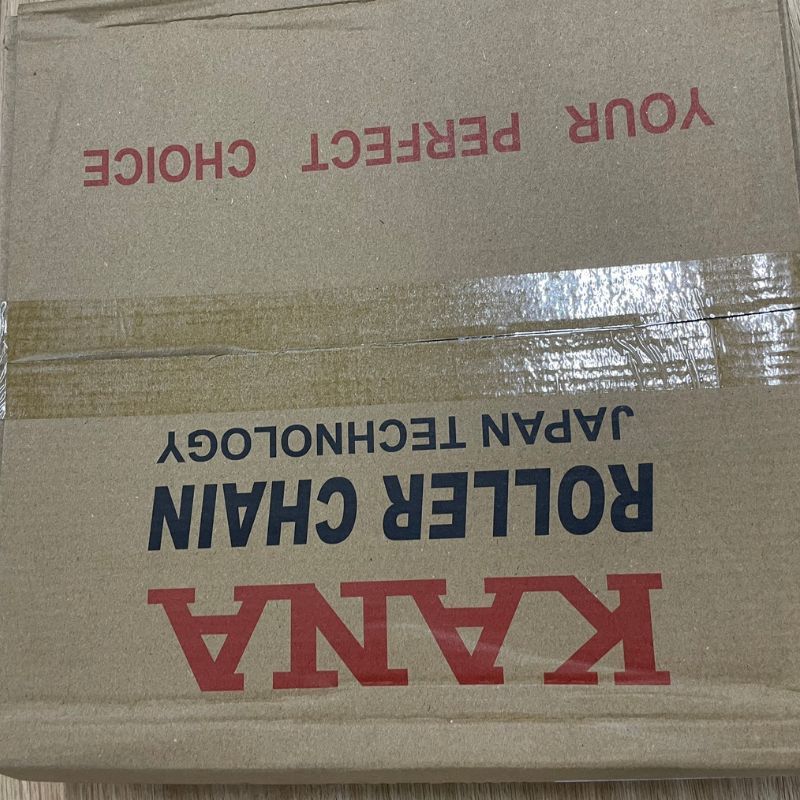 KANA
ROLLER CHAIN
JAPAN TECHNOLOGY
YOUR PERFECT CHOICE